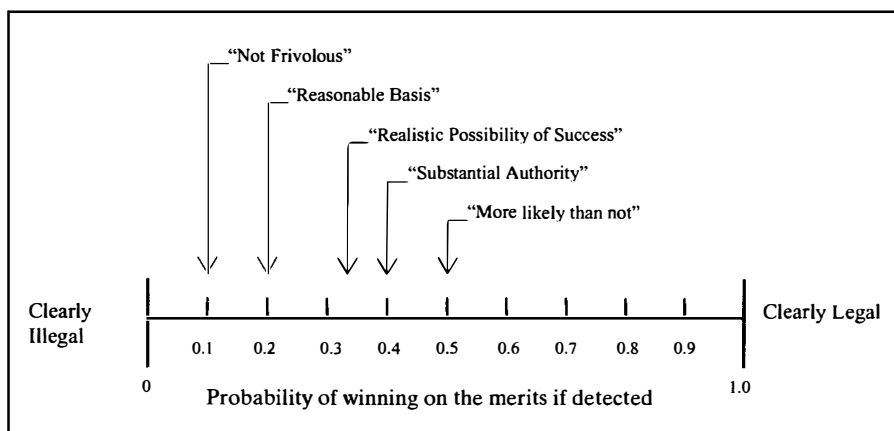 “Not Frivolous”
“Reasonable Basis”
“Realistic Possibility of Success”
“Substantial Authority”
“More likely than not”
Clearly
Illegal
Clearly Legal
0.1 0.2 0.3 0.4 0.5 0.6 0.7 0.8 0.9
0 1.0
Probability of winning on the merits if detected